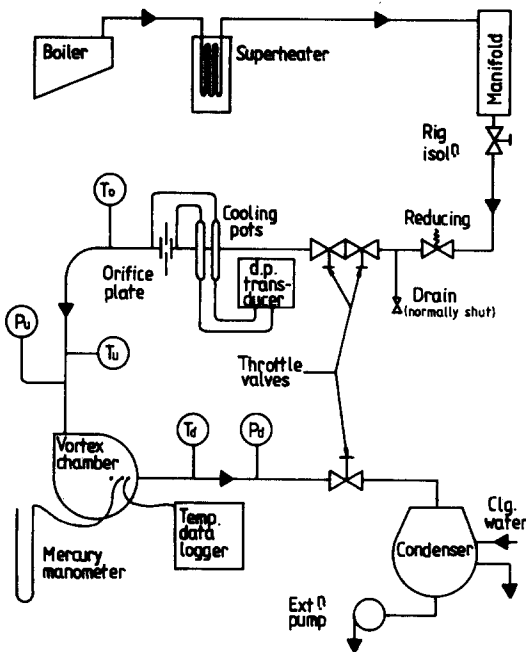 Boiler
Superheater
Manifold
Rig
isolⁿ
Reducing
Drain
(normally shut)
Cooling
pots
d.p.
trans-
ducer
Orifice
plate
To
Pu
Tu
Throttle
valves
Vortex
chamber
Td
Pd
Temp.
data
logger
Mercury
manometer
Clg.
water
Condenser
Extⁿ
pump